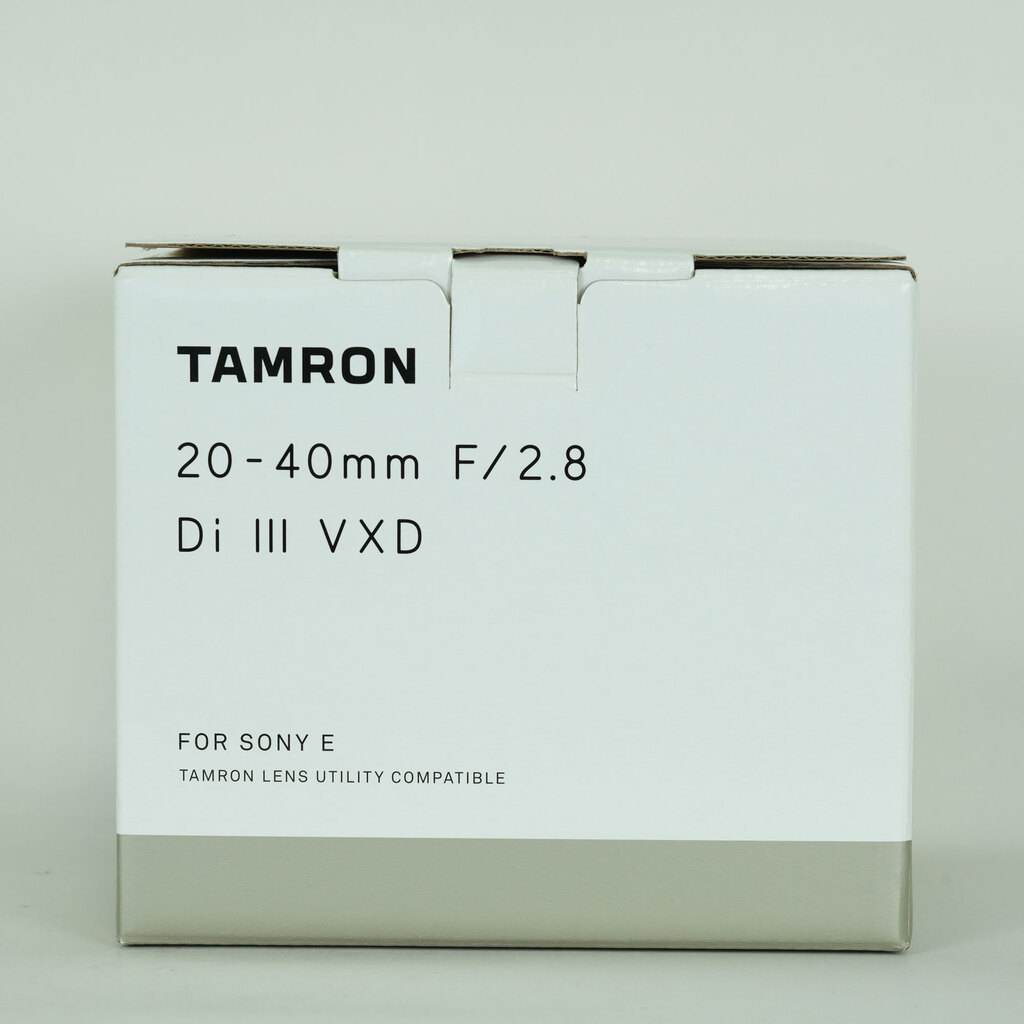 TAMRON
20-40mm F/2.8
Di III VXD
FOR SONY E
TAMRON LENS UTILITY COMPATIBLE